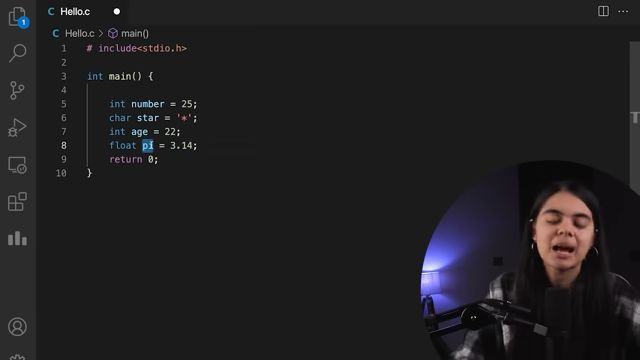 Hello.c
Hello.c > main()
1 # include<stdio.h>
2
3 int main() {
4
5 int number = 25;
6 char star = '*';
7 int age = 22;
8 float pi = 3.14;
9 return 0;
10 }
1